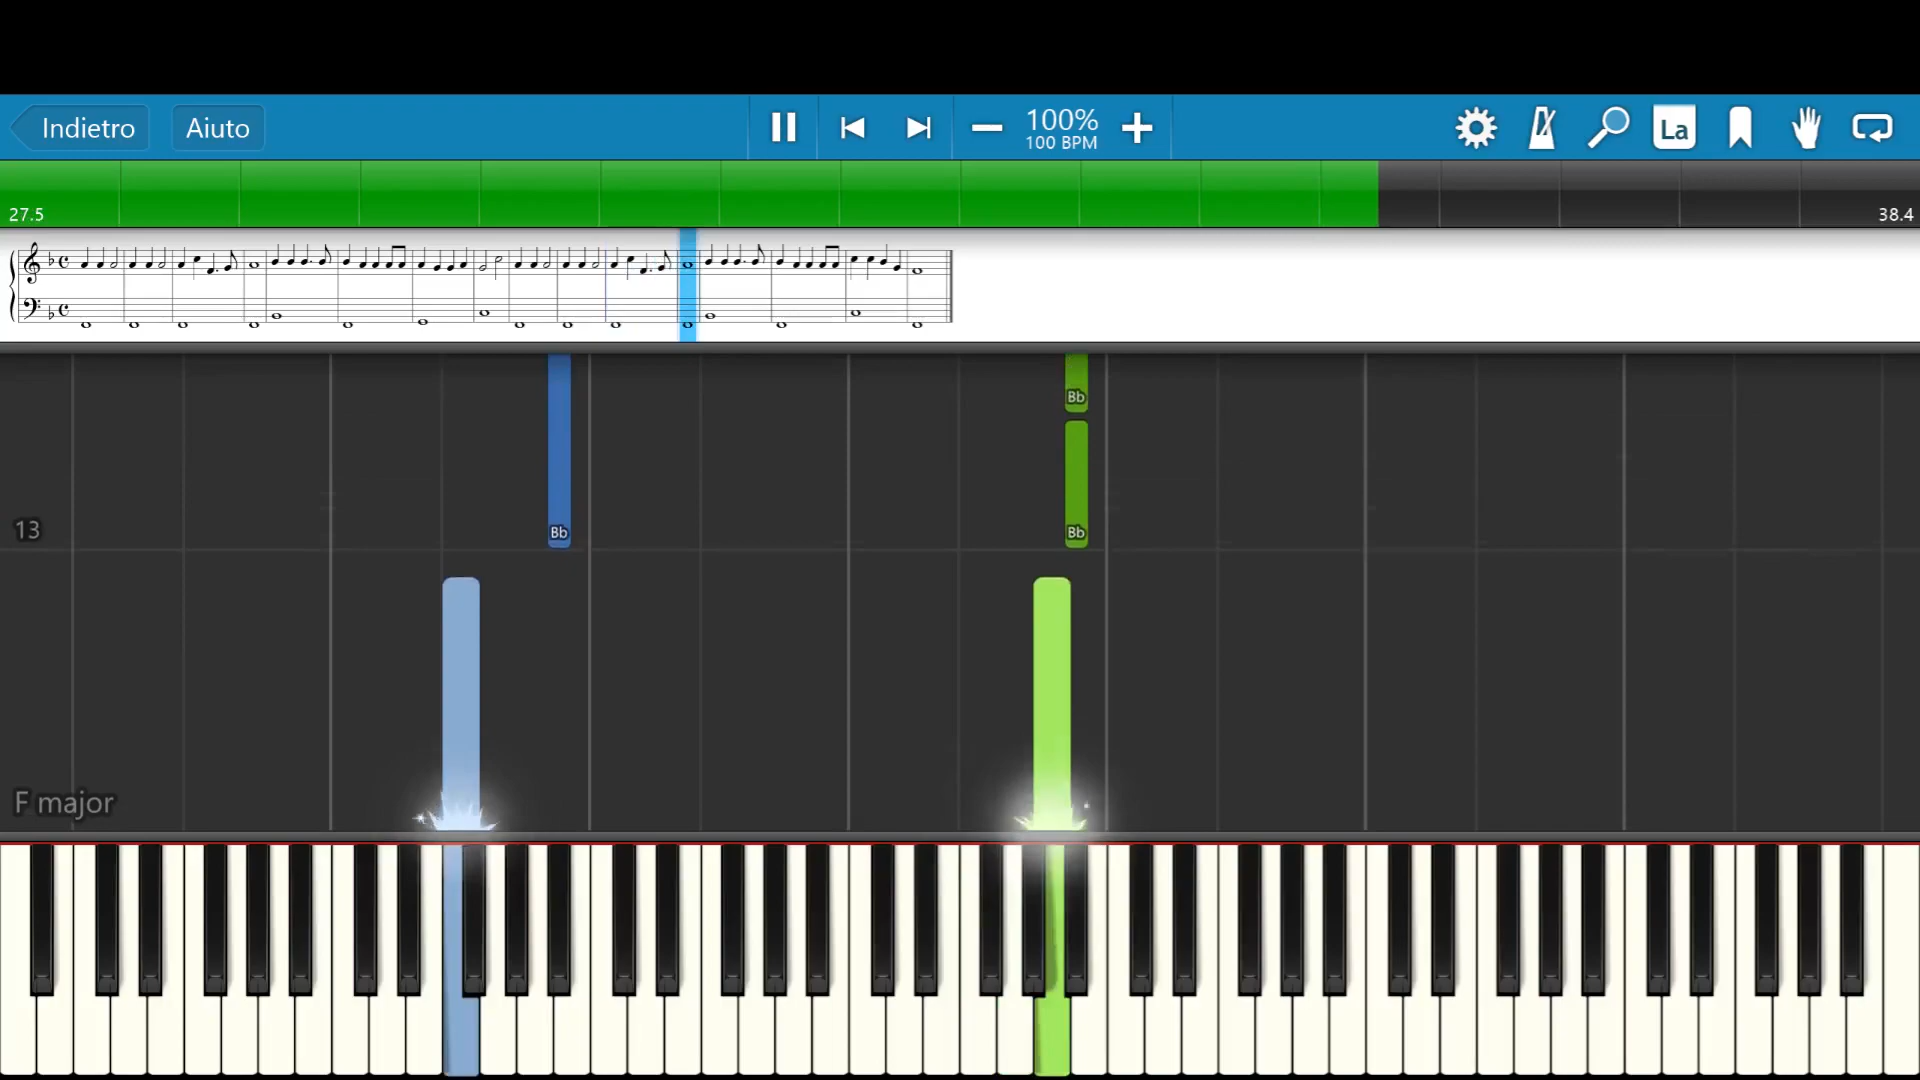 Indietro
Aiuto
100%
100 BPM
La
27.5
38.4
Bb
Bb
Bb
13
F major